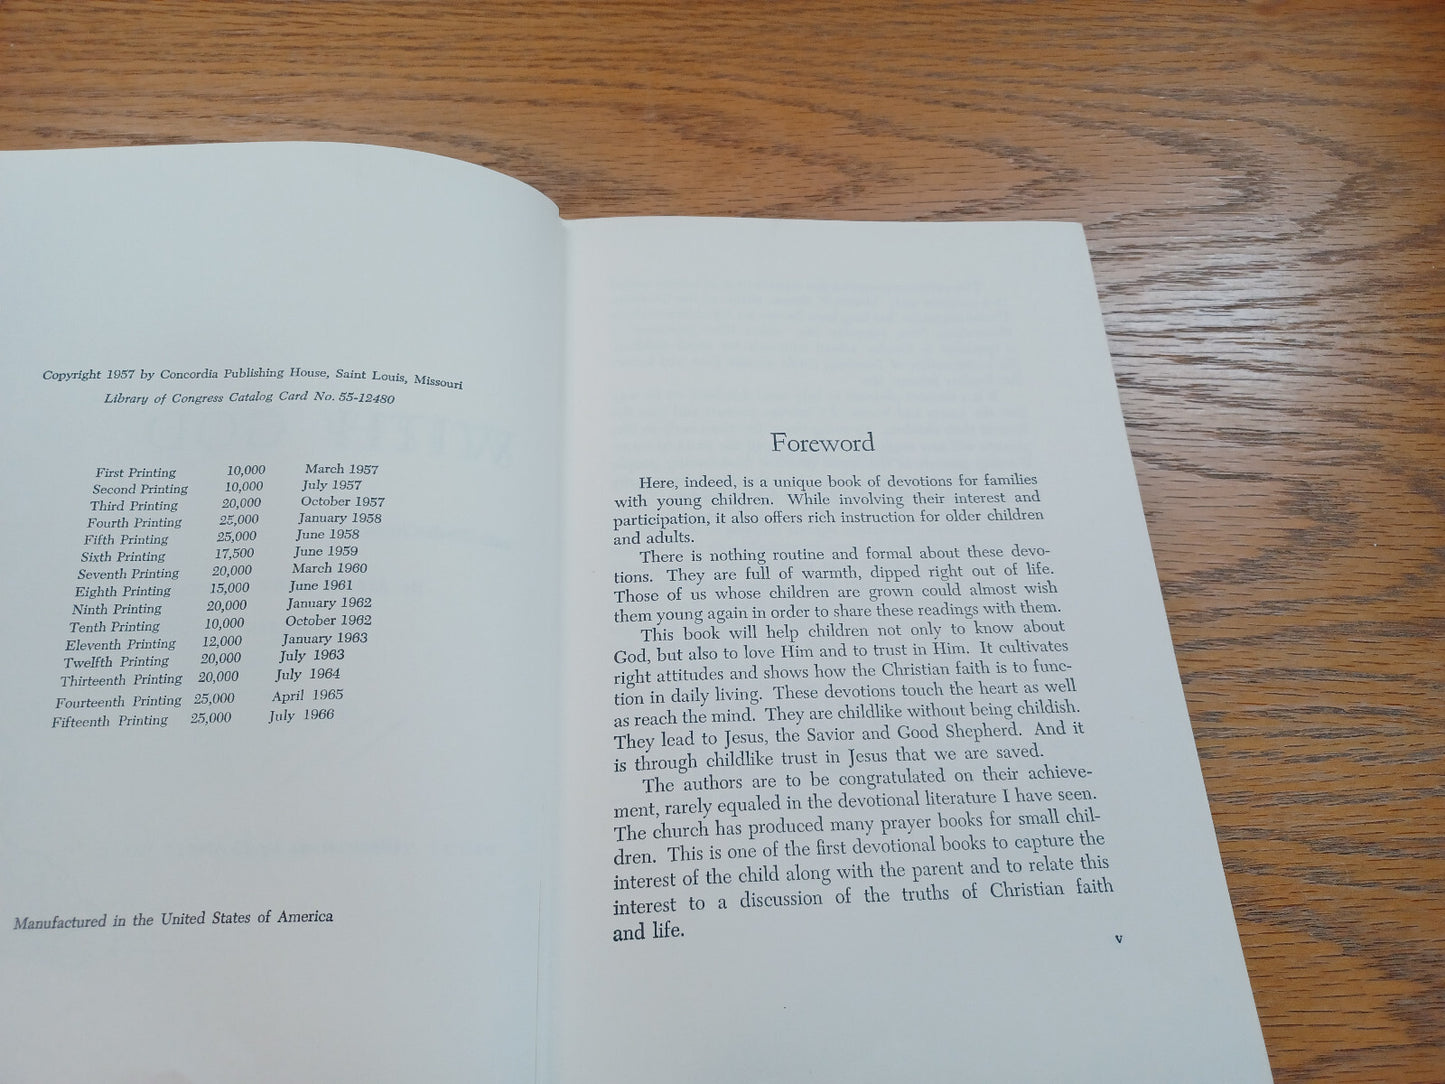 Copyright 1957 by Concordia Publishing House, Saint Louis, Missouri
Library of Congress Catalog Card No. 55-12480
First Printing 10,000 March 1957
Second Printing 10,000 July 1957
Third Printing 20,000 October 1957
Fourth Printing 25,000 January 1958
Fifth Printing 25,000 June 1958
Sixth Printing 17,500 June 1959
Seventh Printing 20,000 March 1960
Eighth Printing 15,000 June 1961
Ninth Printing 20,000 January 1962
Tenth Printing 10,000 October 1962
Eleventh Printing 12,000 January 1963
Twelfth Printing 20,000 July 1963
Thirteenth Printing 20,000 July 1964
Fourteenth Printing 25,000 April 1965
Fifteenth Printing 25,000 July 1966
Manufactured in the United States of America
Foreword
Here, indeed, is a unique book of devotions for families
with young children. While involving their interest and
participation, it also offers rich instruction for older children
and adults.
There is nothing routine and formal about these devo-
tions. They are full of warmth, dipped right out of life.
Those of us whose children are grown could almost wish
them young again in order to share these readings with them.
This book will help children not only to know about
God, but also to love Him and to trust in Him. It cultivates
right attitudes and shows how the Christian faith is to func-
tion in daily living. These devotions touch the heart as well
as reach the mind. They are childlike without being childish.
They lead to Jesus, the Savior and Good Shepherd. And it
is through childlike trust in Jesus that we are saved.
The authors are to be congratulated on their achieve-
ment, rarely equaled in the devotional literature I have seen.
The church has produced many prayer books for small chil-
dren. This is one of the first devotional books to capture the
interest of the child along with the parent and to relate this
interest to a discussion of the truths of Christian faith
and life.
v